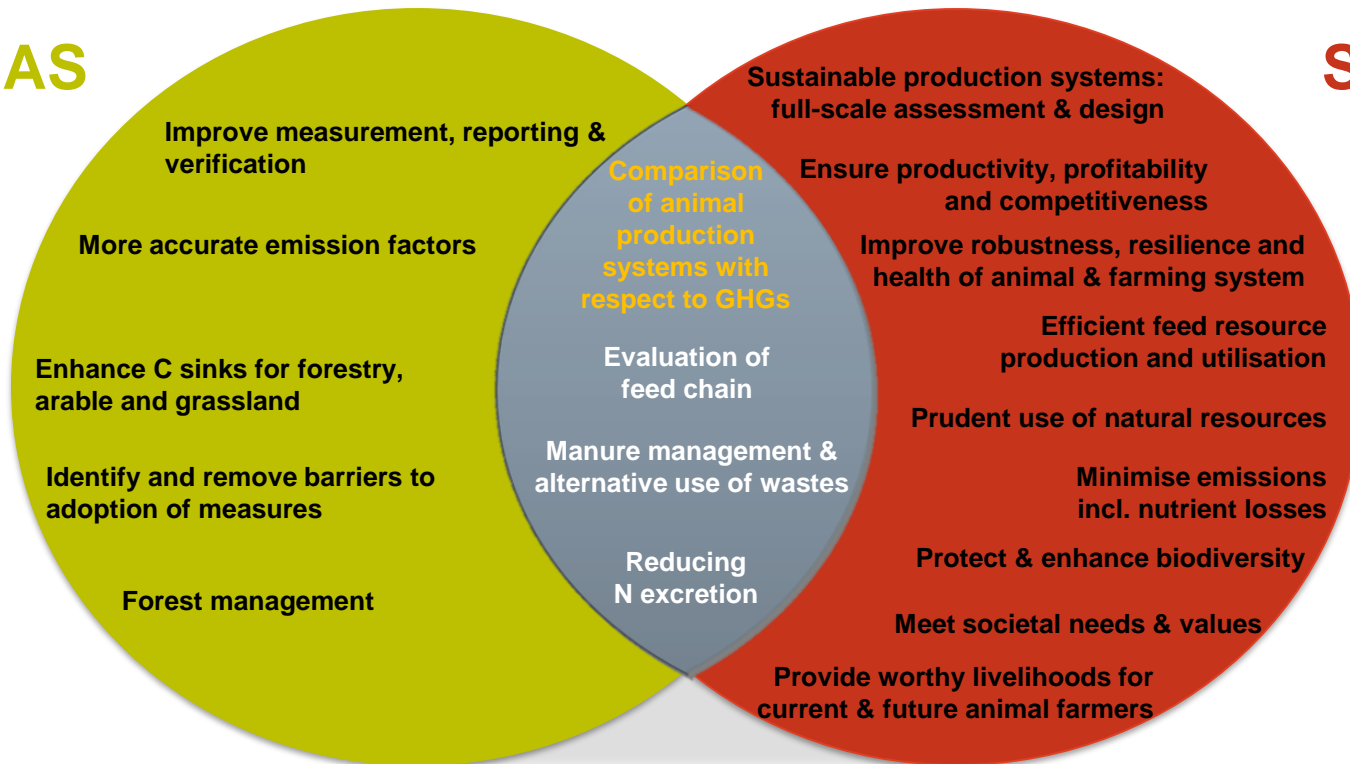 AS
S
Improve measurement, reporting &
verification
More accurate emission factors
Enhance C sinks for forestry,
arable and grassland
Identify and remove barriers to
adoption of measures
Forest management
Comparison
of animal
production
systems with
respect to GHGs
Evaluation of
feed chain
Manure management &
alternative use of wastes
Reducing
N excretion
Sustainable production systems:
full-scale assessment & design
Ensure productivity, profitability
and competitiveness
Improve robustness, resilience and
health of animal & farming system
Efficient feed resource
production and utilisation
Prudent use of natural resources
Minimise emissions
incl. nutrient losses
Protect & enhance biodiversity
Meet societal needs & values
Provide worthy livelihoods for
current & future animal farmers